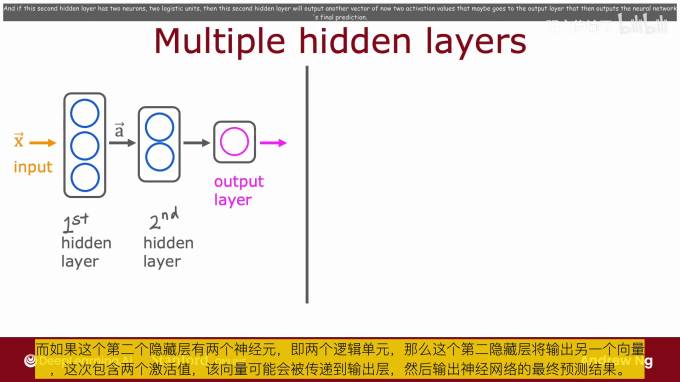 And if this second hidden layer has two neurons, two logistic units, then this second hidden layer will output another vector of now two activation values that maybe goes to the output layer that then outputs the neural network
's final prediction.
bilibili
Multiple hidden layers
x
a
input
output
layer
1st
2nd
hidden
layer
hidden
layer
Andrew Ng
而如果这个第二个隐藏层有两个神经元，即两个逻辑单元，那么这个第二隐藏层将输出另一个向量
，这次包含两个激活值，该向量可能会被传递到输出层，然后输出神经网络的最终预测结果。